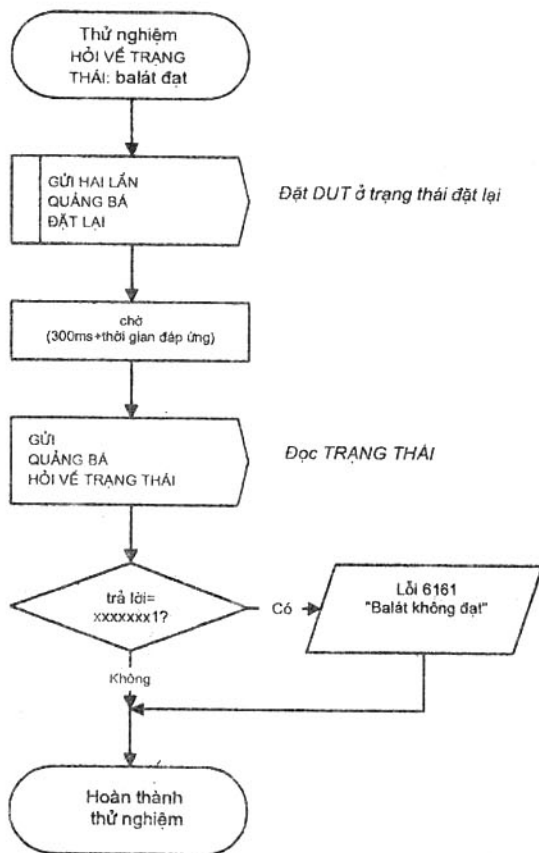 Thử nghiệm
HỎI VỀ TRẠNG
THÁI: balát đạt
GỬI HAI LẦN
QUẢNG BÁ
ĐẶT LẠI
Đặt DUT ở trạng thái đặt lại
chờ
(300ms+thời gian đáp ứng)
GỬI
QUẢNG BÁ
HỎI VỀ TRẠNG THÁI
Đọc TRẠNG THÁI
trả lời=
xxxxxxx1?
Có
Lỗi 6161
"Balát không đạt"
Không
Hoàn thành
thử nghiệm